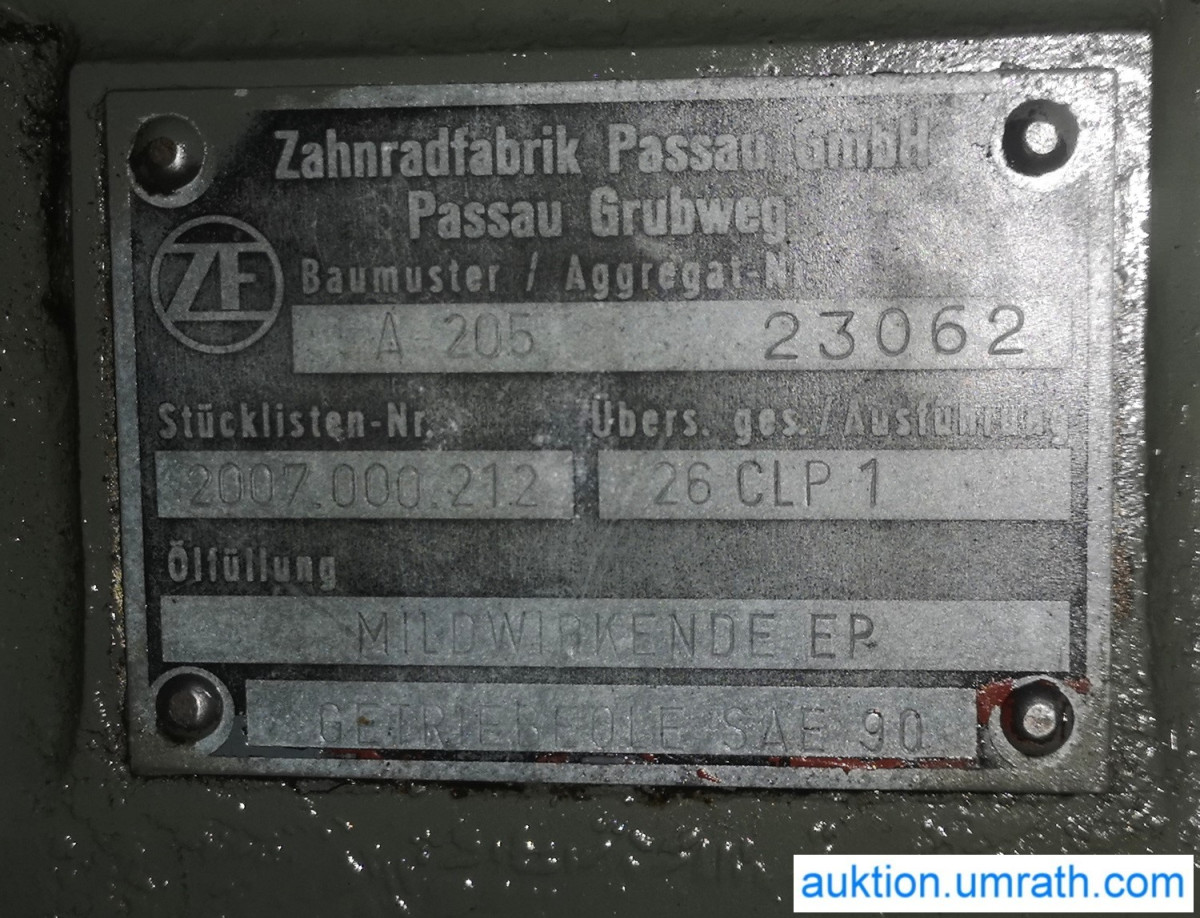 Zahnradfabrik Passau GmbH
Passau Grubweg
ZF
Baumuster / Aggregat-Nr.
A-205 23062
Stücklisten-Nr. Übers. ges./Ausführung
2007.000.212 26 CLP 1
Ölfüllung
MILDWIRKENDE EP
GETRIEBEOLE SAE 90
auktion.umrath.com